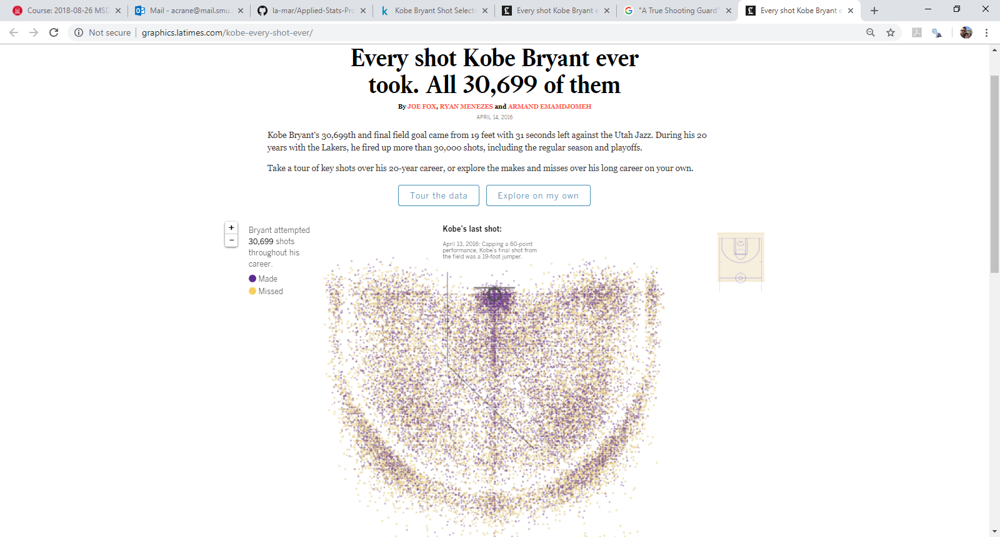 Course: 2018-08-26 MSD
Mail - acrane@mail.smu.
la-mar/Applied-Stats-Pro
Kobe Bryant Shot Selecti
Every shot Kobe Bryant e
"A True Shooting Guard"
Every shot Kobe Bryant e
Not secure
graphics.latimes.com/kobe-every-shot-ever/
Every shot Kobe Bryant ever
took. All 30,699 of them
By JOE FOX, RYAN MENEZES and ARMAND EMAMDJOMEH
APRIL 14, 2016
Kobe Bryant's 30,699th and final field goal came from 19 feet with 31 seconds left against the Utah Jazz. During his 20
years with the Lakers, he fired up more than 30,000 shots, including the regular season and playoffs.
Take a tour of key shots over his 20-year career, or explore the makes and misses over his long career on your own.
Tour the data
Explore on my own
+
−
Bryant attempted
30,699 shots
throughout his
career.
Made
Missed
Kobe's last shot:
April 13, 2016: Capping a 60-point
performance, Kobe's final shot from
the field was a 19-foot jumper.